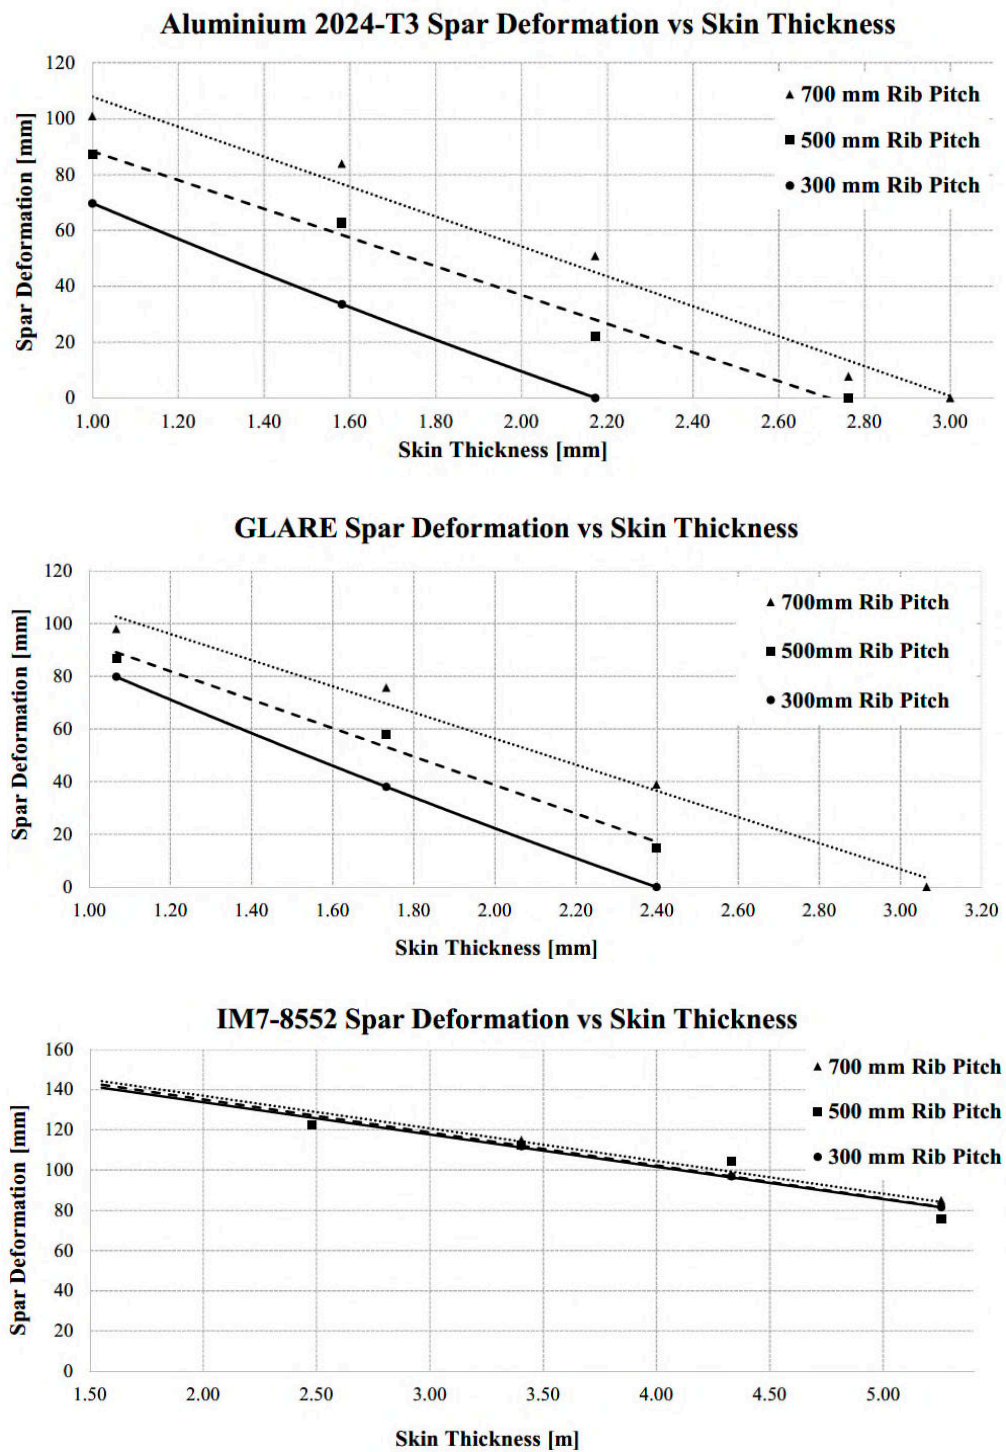 Aluminium 2024-T3 Spar Deformation vs Skin Thickness
120
100
80
60
40
20
0
Spar Deformation [mm]
700 mm Rib Pitch
500 mm Rib Pitch
300 mm Rib Pitch
1.00 1.20 1.40 1.60 1.80 2.00 2.20 2.40 2.60 2.80 3.00
Skin Thickness [mm]
GLARE Spar Deformation vs Skin Thickness
120
100
80
60
40
20
0
Spar Deformation [mm]
700mm Rib Pitch
500mm Rib Pitch
300mm Rib Pitch
1.00 1.20 1.40 1.60 1.80 2.00 2.20 2.40 2.60 2.80 3.00 3.20
Skin Thickness [mm]
IM7-8552 Spar Deformation vs Skin Thickness
160
140
120
100
80
60
40
20
0
Spar Deformation [mm]
700 mm Rib Pitch
500 mm Rib Pitch
300 mm Rib Pitch
1.50 2.00 2.50 3.00 3.50 4.00 4.50 5.00
Skin Thickness [m]